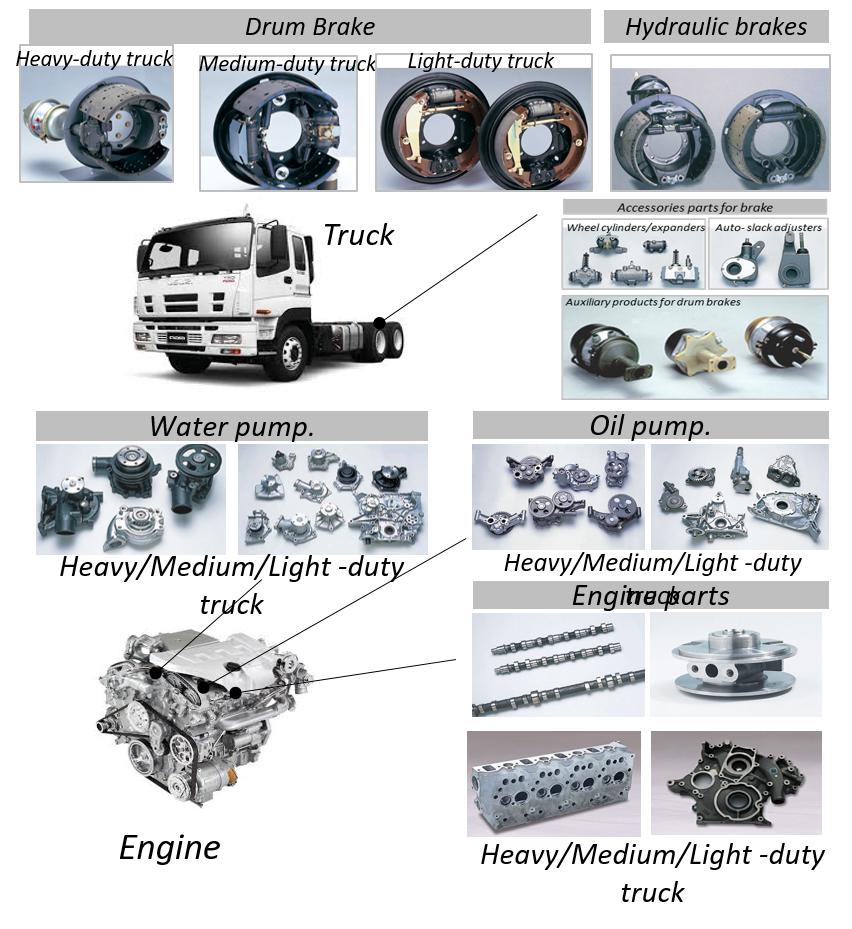 Drum Brake
Hydraulic brakes
Heavy-duty truck
Medium-duty truck
Light-duty truck
Accessories parts for brake
Wheel cylinders/expanders
Auto- slack adjusters
Truck
Auxiliary products for drum brakes
Water pump.
Oil pump.
Heavy/Medium/Light -duty
truck
Heavy/Medium/Light -duty
truck
Engine parts
Engine
Heavy/Medium/Light -duty
truck